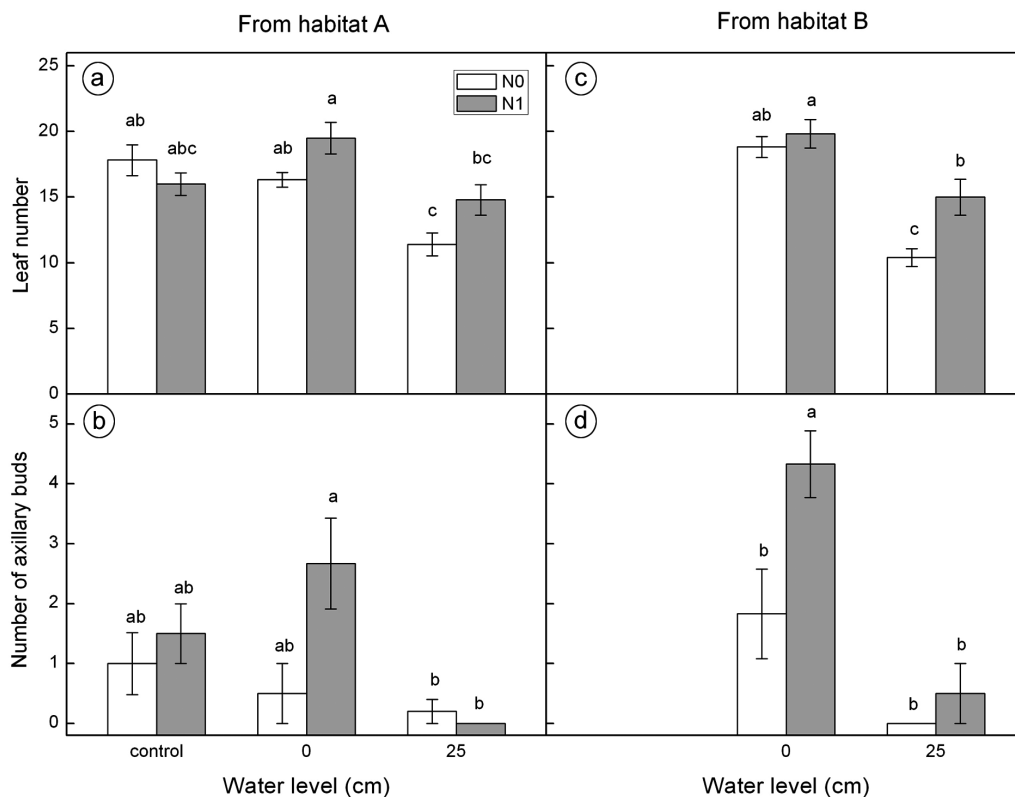 From habitat A
From habitat B
25
20
15
10
5
0
Leaf number
a
N0
N1
ab
abc
ab
a
c
bc
c
ab
a
c
b
5
4
3
2
1
0
Number of axillary buds
b
ab
ab
ab
a
b
b
d
b
a
b
b
control
0
25
0
25
Water level (cm)
Water level (cm)